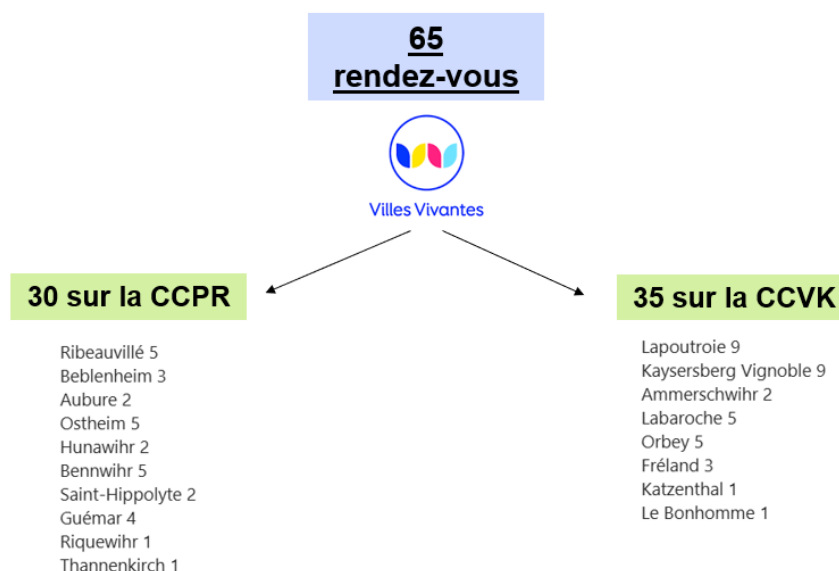 65
rendez-vous
Villes Vivantes
30 sur la CCPR
Ribeauvillé 5
Beblenheim 3
Aubure 2
Ostheim 5
Hunawihr 2
Bennwihr 5
Saint-Hippolyte 2
Guémar 4
Riquewihr 1
Thannenkirch 1
35 sur la CCVK
Lapoutroie 9
Kaysersberg Vignoble 9
Ammerschwihr 2
Labaroche 5
Orbey 5
Fréland 3
Katzenthal 1
Le Bonhomme 1